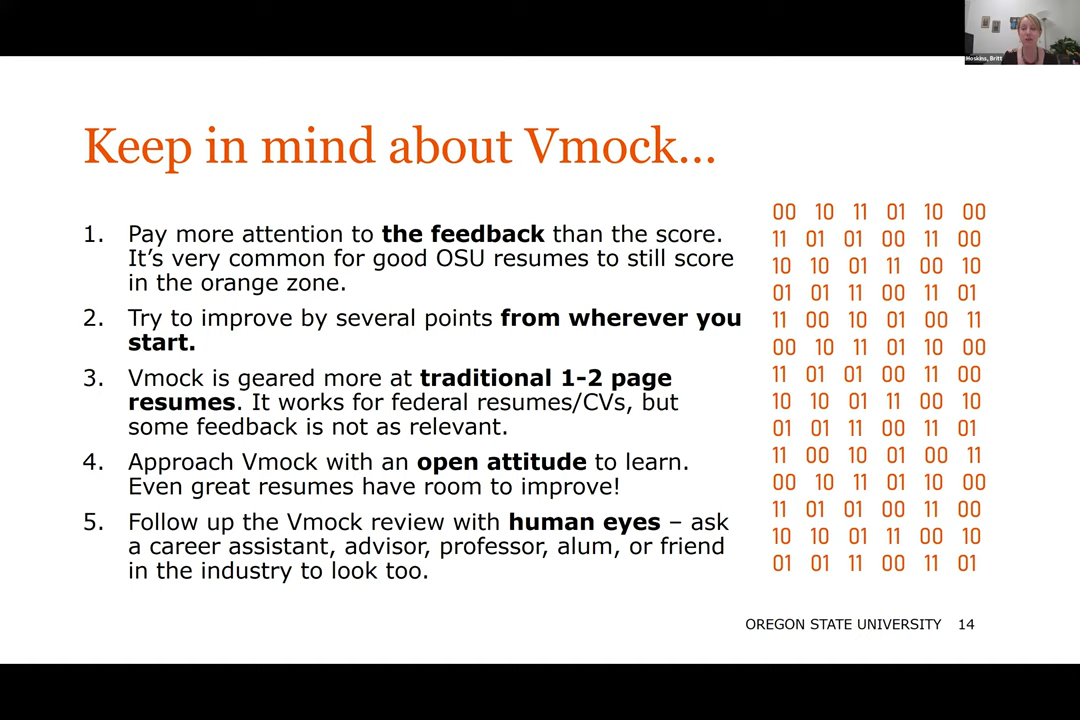 Hoskins, Britt
Keep in mind about Vmock...
1. Pay more attention to the feedback than the score.
It’s very common for good OSU resumes to still score
in the orange zone.
2. Try to improve by several points from wherever you
start.
3. Vmock is geared more at traditional 1-2 page
resumes. It works for federal resumes/CVs, but
some feedback is not as relevant.
4. Approach Vmock with an open attitude to learn.
Even great resumes have room to improve!
5. Follow up the Vmock review with human eyes – ask
a career assistant, advisor, professor, alum, or friend
in the industry to look too.
00 10 11 01 10 00
11 01 01 00 11 00
10 10 01 11 00 10
01 01 11 00 11 01
11 00 10 01 00 11
00 10 11 01 10 00
11 01 01 00 11 00
10 10 01 11 00 10
01 01 11 00 11 01
11 00 10 01 00 11
00 10 11 01 10 00
11 01 01 00 11 00
10 10 01 11 00 10
01 01 11 00 11 01
OREGON STATE UNIVERSITY 14